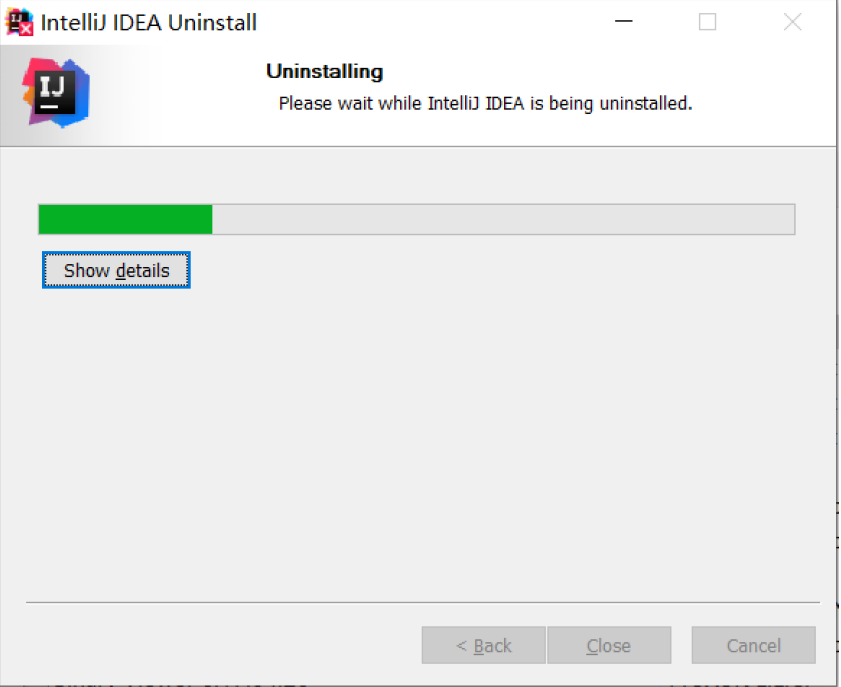 IntelliJ IDEA Uninstall
IJ
Uninstalling
Please wait while IntelliJ IDEA is being uninstalled.
Show details
< Back
Close
Cancel